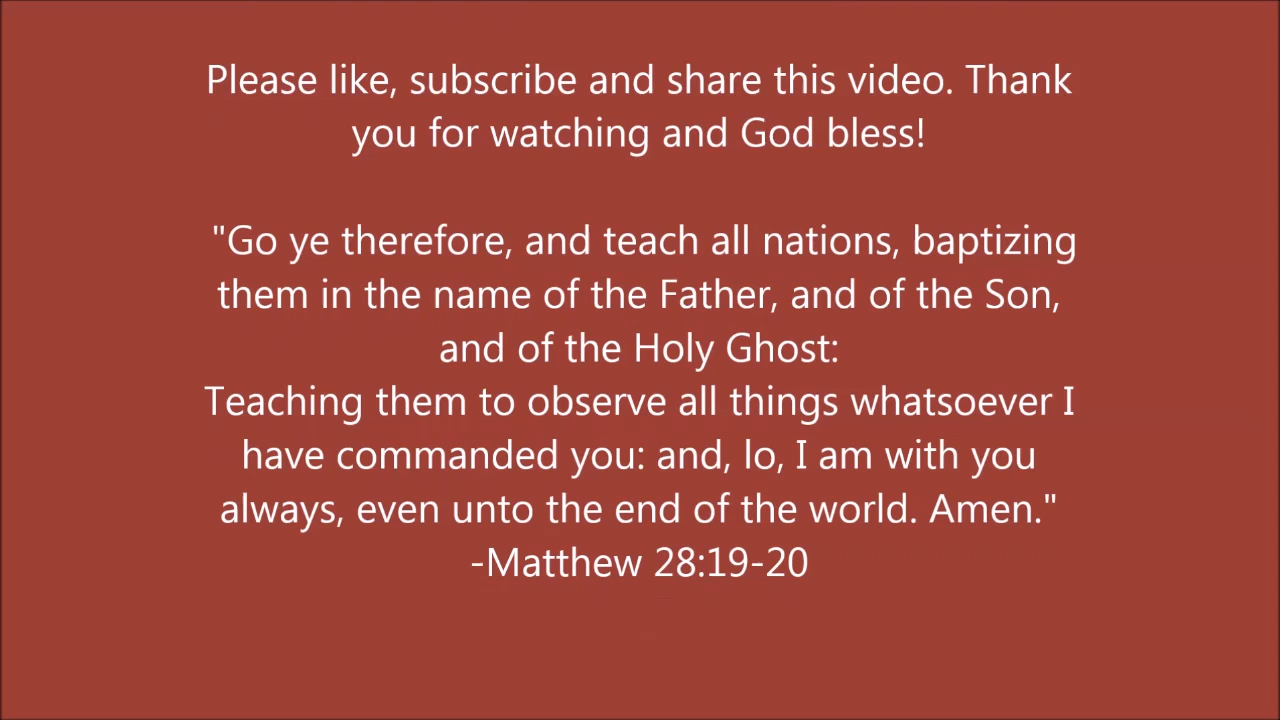 Please like, subscribe and share this video. Thank
you for watching and God bless!
"Go ye therefore, and teach all nations, baptizing
them in the name of the Father, and of the Son,
and of the Holy Ghost:
Teaching them to observe all things whatsoever I
have commanded you: and, lo, I am with you
always, even unto the end of the world. Amen."
-Matthew 28:19-20